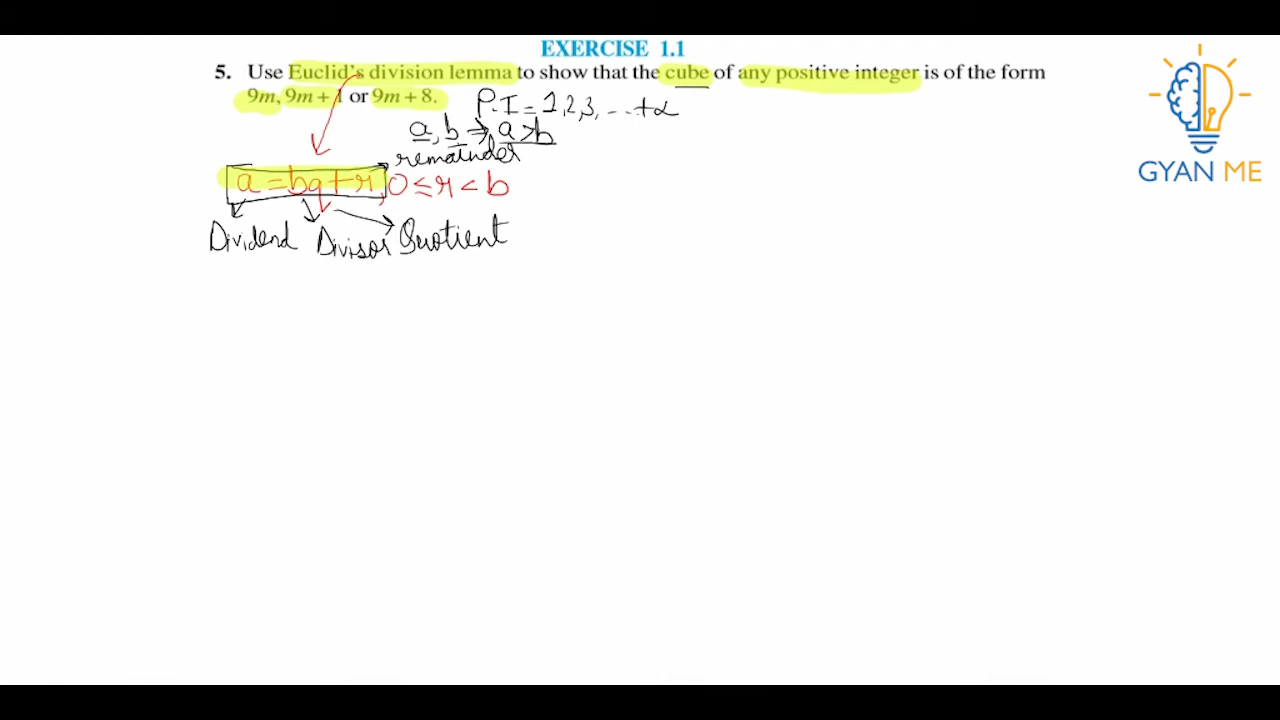 EXERCISE 1.1
5. Use Euclid's division lemma to show that the cube of any positive integer is of the form
9m, 9m + 1 or 9m + 8.
P.I = 1,2,3, ... +∝
a, b ⇒ a > b
remainder
a = bq + r, 0 ≤ r < b
Dividend Divisor Quotient
GYAN ME